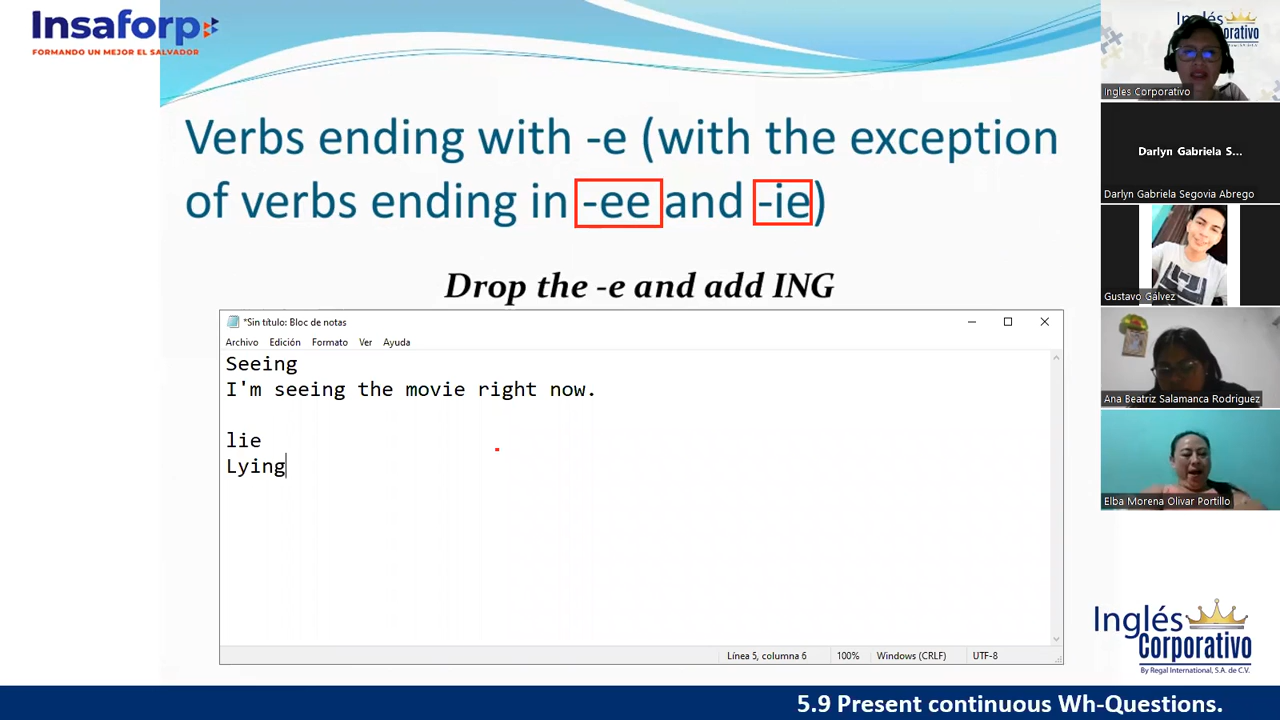 Insaforp
FORMANDO UN MEJOR EL SALVADOR
Verbs ending with -e (with the exception
of verbs ending in -ee and -ie)
Drop the -e and add ING
*Sin título: Bloc de notas
Archivo Edición Formato Ver Ayuda
Seeing
I'm seeing the movie right now.
lie
Lying
Línea 5, columna 6 100% Windows (CRLF) UTF-8
Inglés
Corporativo
Ingles Corporativo
Darlyn Gabriela S...
Darlyn Gabriela Segovia Abrego
Gustavo Gálvez
Ana Beatriz Salamanca Rodriguez
Elba Morena Olivar Portillo
Inglés
Corporativo
By Regal International, S.A. de C.V.
5.9 Present continuous Wh-Questions.